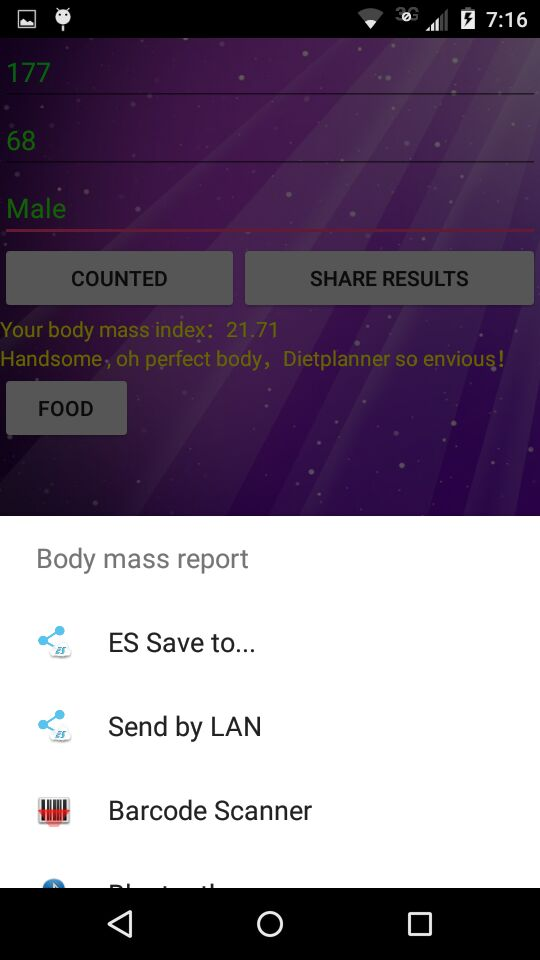 3G 7:16
177
68
Male
COUNTED SHARE RESULTS
Your body mass index：21.71
Handsome , oh perfect body，Dietplanner so envious！
FOOD
Body mass report
ES Save to...
ES Send by LAN
Barcode Scanner